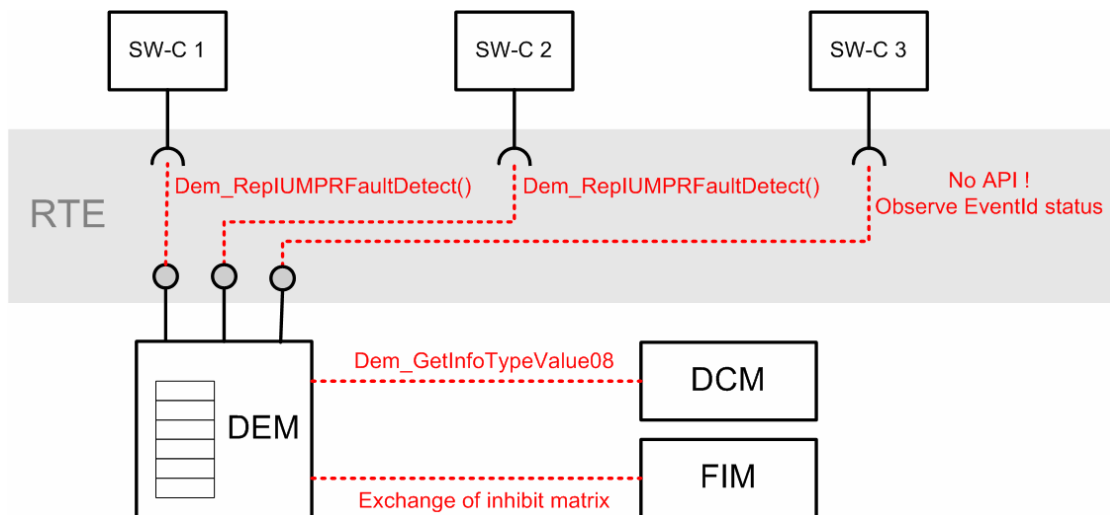 SW-C 1
SW-C 2
SW-C 3
Dem_RepIUMPRFaultDetect()
Dem_RepIUMPRFaultDetect()
No API !
Observe EventId status
RTE
Dem_GetInfoTypeValue08
DCM
DEM
FIM
Exchange of inhibit matrix